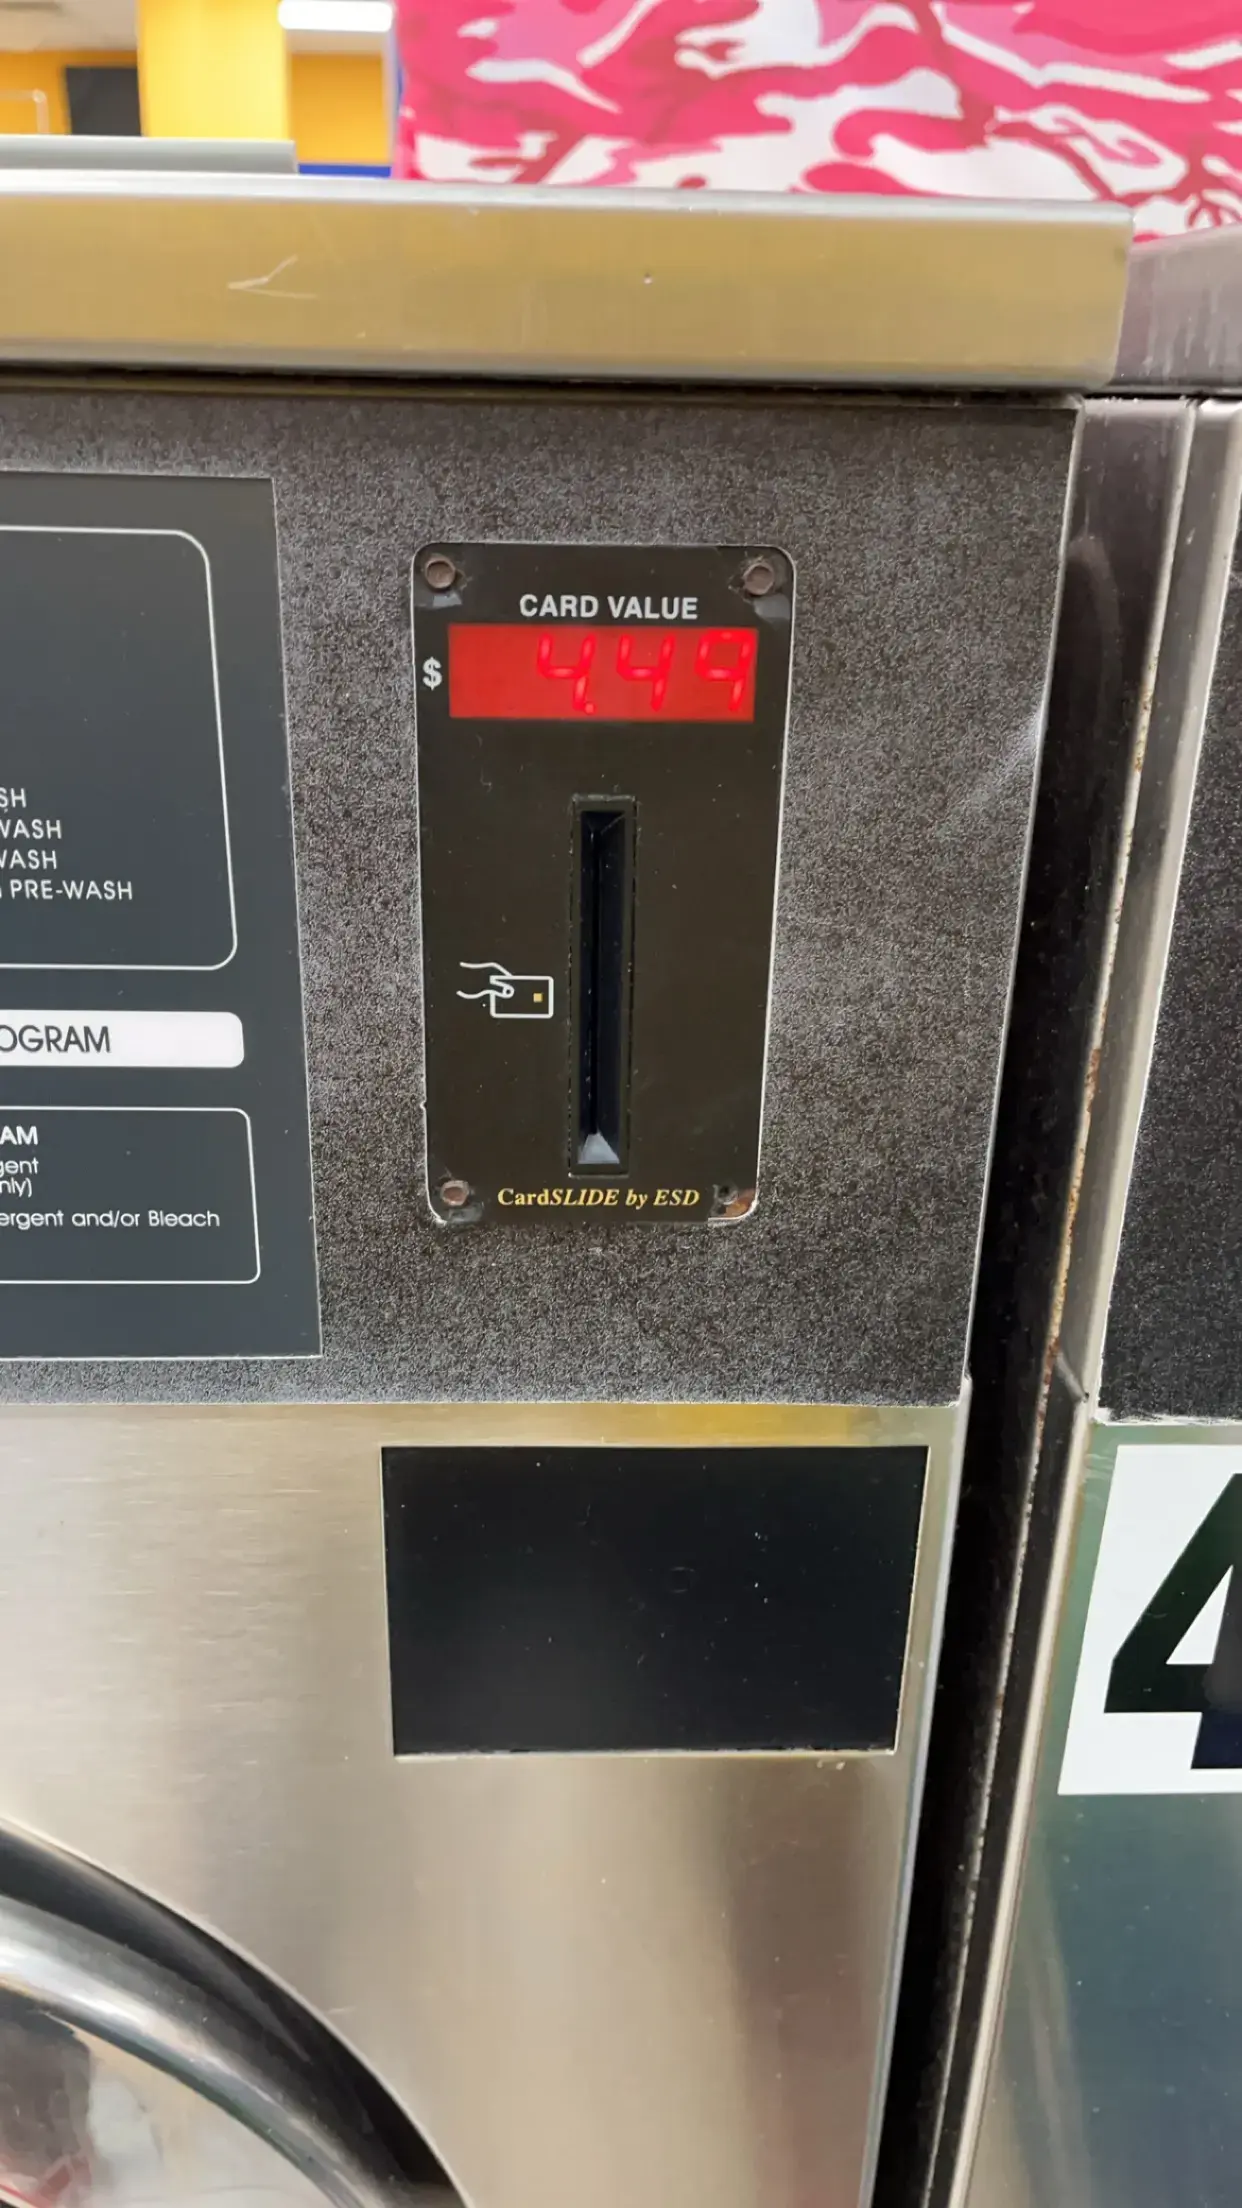 CARD VALUE
$ 4.49
SH
WASH
WASH
PRE-WASH
OGRAM
AM
gent
nly)
ergent and/or Bleach
CardSLIDE by ESD
4